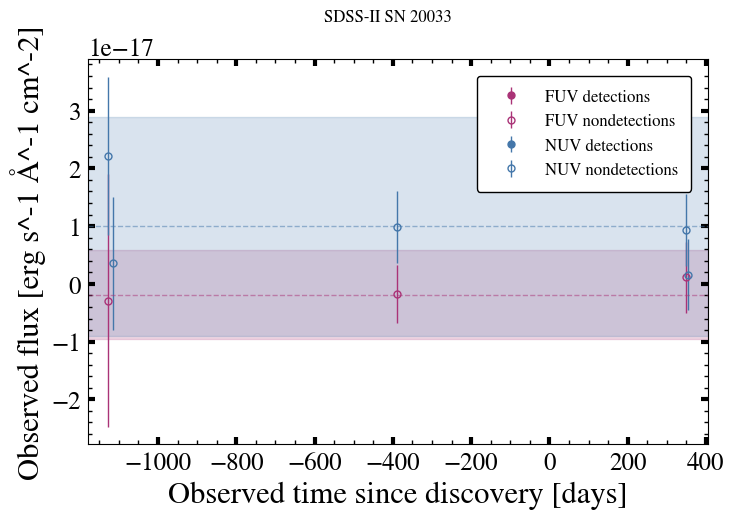 SDSS-II SN 20033
1e−17
Observed flux [erg s^-1 Å^-1 cm^-2]
3
2
1
0
−1
−2
FUV detections
FUV nondetections
NUV detections
NUV nondetections
−1000 −800 −600 −400 −200 0 200 400
Observed time since discovery [days]